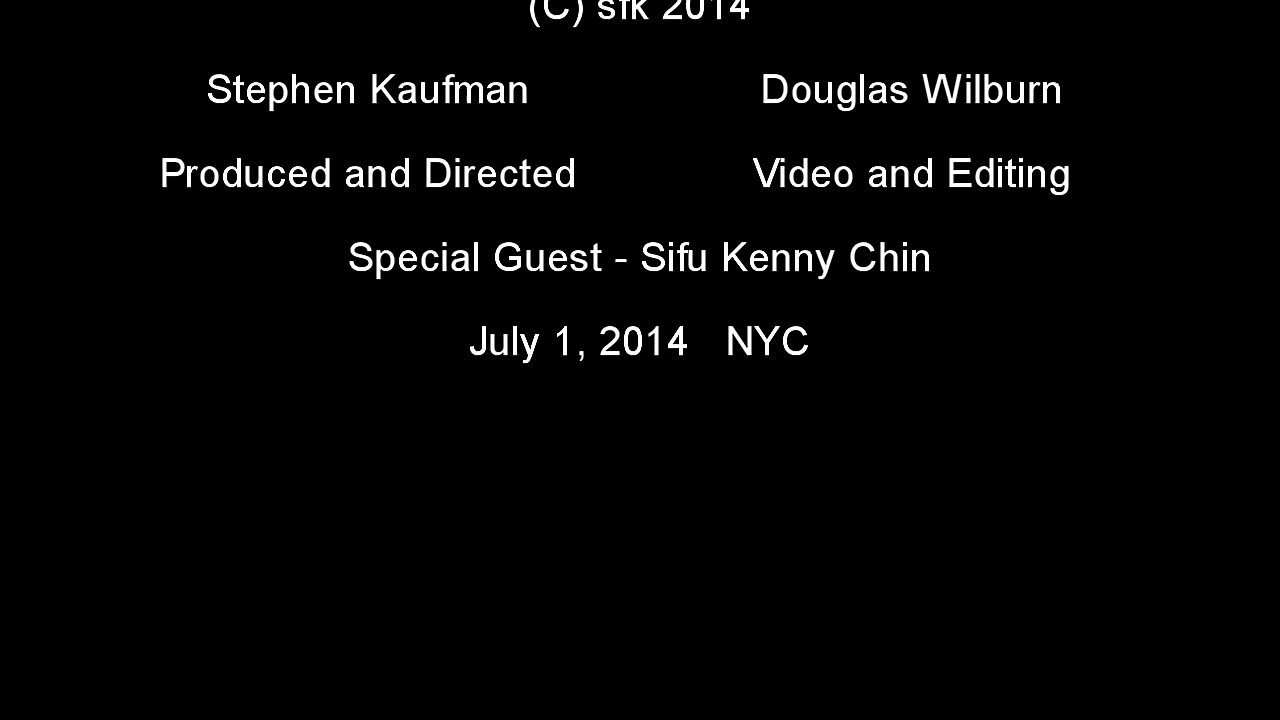 (C) sfk 2014
Stephen Kaufman Douglas Wilburn
Produced and Directed Video and Editing
Special Guest - Sifu Kenny Chin
July 1, 2014 NYC